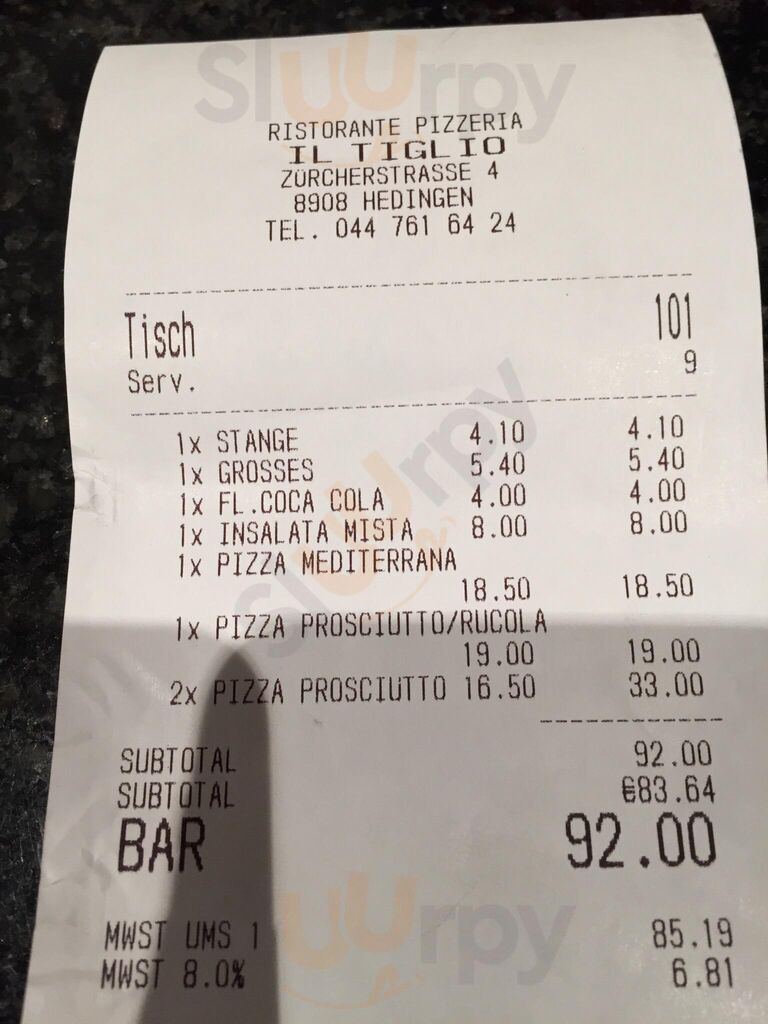 Sluurpy
RISTORANTE PIZZERIA
IL TIGLIO
ZÜRCHERSTRASSE 4
8908 HEDINGEN
TEL. 044 761 64 24
Tisch 101
Serv. 9
1x STANGE 4.10 4.10
1x GROSSES 5.40 5.40
1x FL.COCA COLA 4.00 4.00
1x INSALATA MISTA 8.00 8.00
1x PIZZA MEDITERRANA
18.50 18.50
Sluurpy
1x PIZZA PROSCIUTTO/RUCOLA
19.00 19.00
2x PIZZA PROSCIUTTO 16.50 33.00
SUBTOTAL 92.00
SUBTOTAL €83.64
BAR 92.00
Sluurpy
MWST UMS 1 85.19
MWST 8.0% 6.81